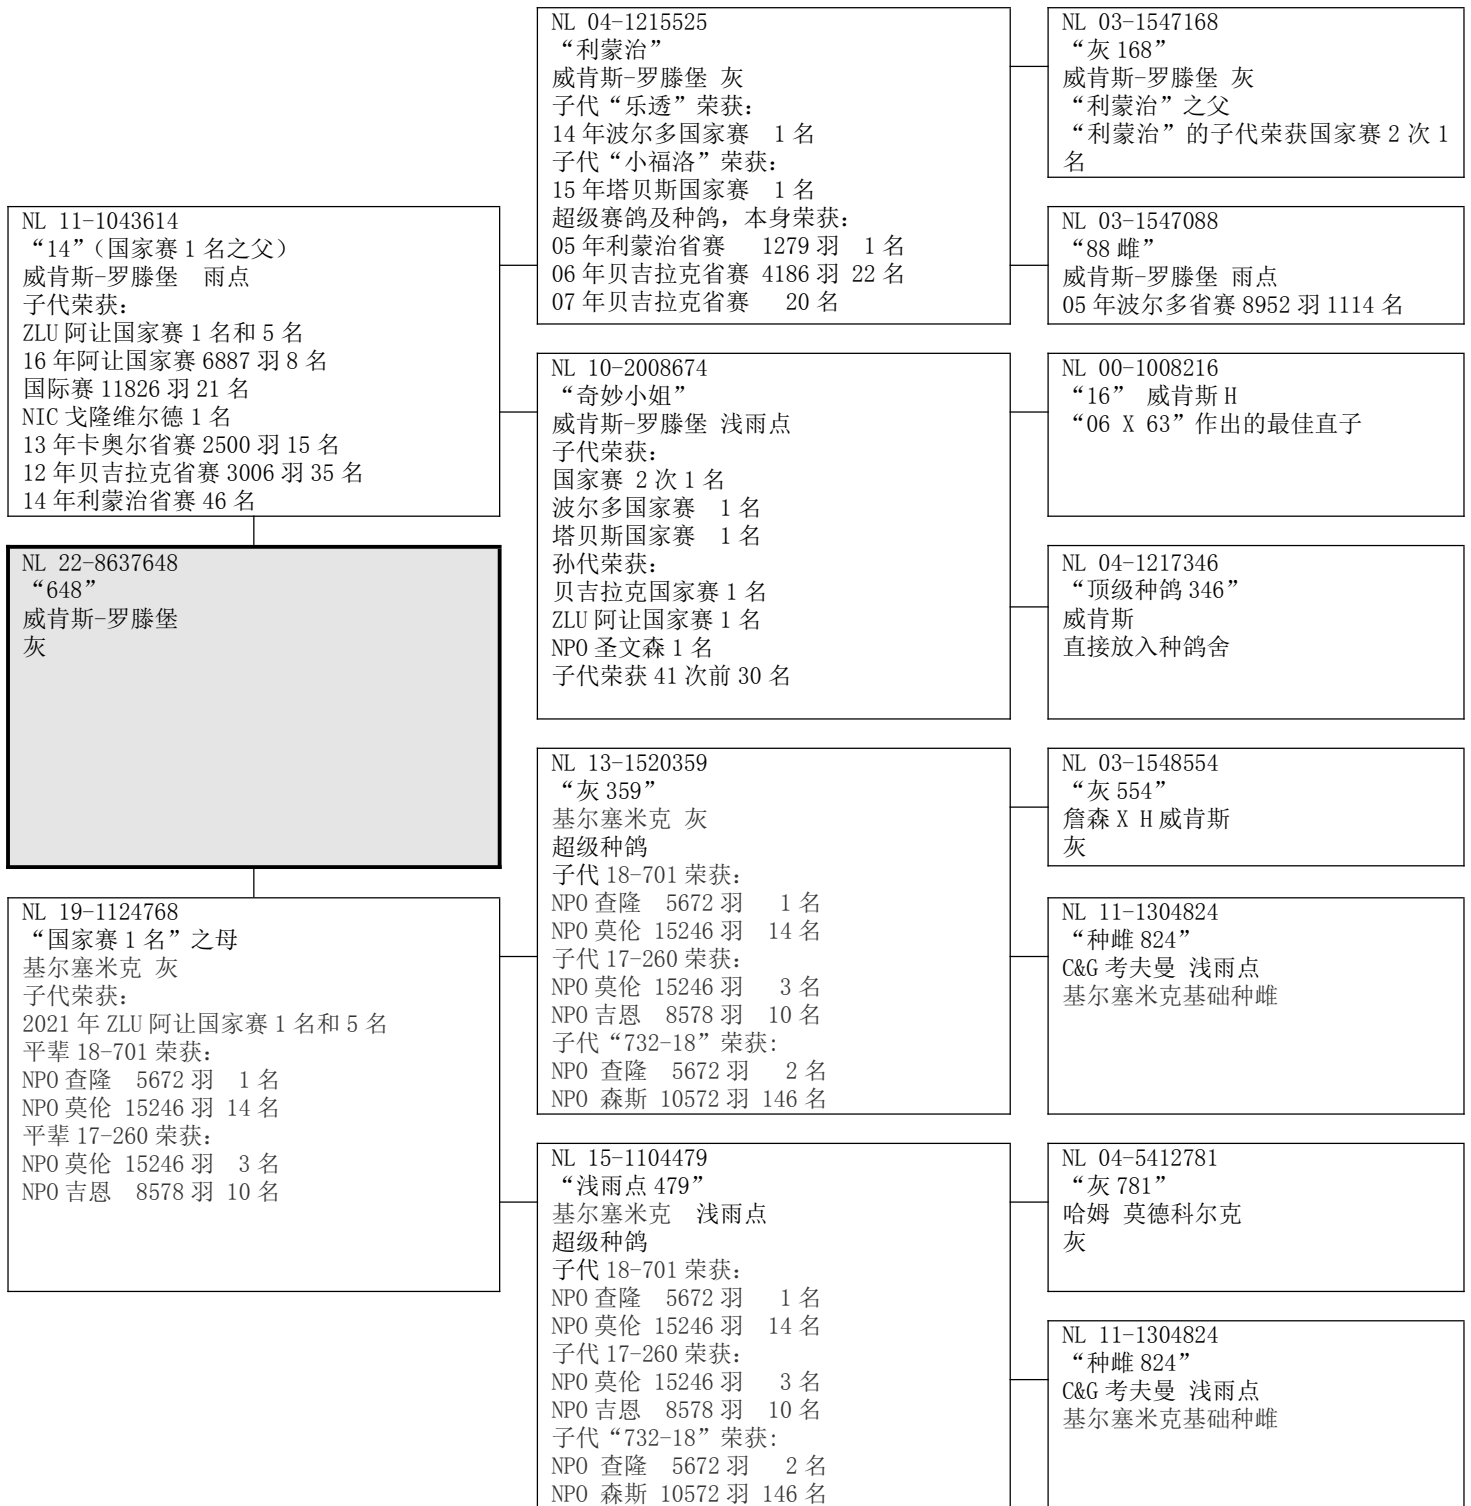 NL 11-1043614
“14”（国家赛 1 名之父）
威肯斯-罗滕堡 雨点
子代荣获：
ZLU 阿让国家赛 1 名和 5 名
16 年阿让国家赛 6887 羽 8 名
国际赛 11826 羽 21 名
NIC 戈隆维尔德 1 名
13 年卡奥尔省赛 2500 羽 15 名
12 年贝吉拉克省赛 3006 羽 35 名
14 年利蒙治省赛 46 名
NL 22-8637648
“648”
威肯斯-罗滕堡
灰
NL 19-1124768
“国家赛 1 名”之母
基尔塞米克 灰
子代荣获：
2021 年 ZLU 阿让国家赛 1 名和 5 名
平辈 18-701 荣获：
NPO 查隆 5672 羽 1 名
NPO 莫伦 15246 羽 14 名
平辈 17-260 荣获：
NPO 莫伦 15246 羽 3 名
NPO 吉恩 8578 羽 10 名
NL 04-1215525
“利蒙治”
威肯斯-罗滕堡 灰
子代“乐透”荣获：
14 年波尔多国家赛 1 名
子代“小福洛”荣获：
15 年塔贝斯国家赛 1 名
超级赛鸽及种鸽，本身荣获：
05 年利蒙治省赛 1279 羽 1 名
06 年贝吉拉克省赛 4186 羽 22 名
07 年贝吉拉克省赛 20 名
NL 10-2008674
“奇妙小姐”
威肯斯-罗滕堡 浅雨点
子代荣获：
国家赛 2 次 1 名
波尔多国家赛 1 名
塔贝斯国家赛 1 名
孙代荣获：
贝吉拉克国家赛 1 名
ZLU 阿让国家赛 1 名
NPO 圣文森 1 名
子代荣获 41 次前 30 名
NL 13-1520359
“灰 359”
基尔塞米克 灰
超级种鸽
子代 18-701 荣获：
NPO 查隆 5672 羽 1 名
NPO 莫伦 15246 羽 14 名
子代 17-260 荣获：
NPO 莫伦 15246 羽 3 名
NPO 吉恩 8578 羽 10 名
子代“732-18”荣获:
NPO 查隆 5672 羽 2 名
NPO 森斯 10572 羽 146 名
NL 15-1104479
“浅雨点 479”
基尔塞米克 浅雨点
超级种鸽
子代 18-701 荣获：
NPO 查隆 5672 羽 1 名
NPO 莫伦 15246 羽 14 名
子代 17-260 荣获：
NPO 莫伦 15246 羽 3 名
NPO 吉恩 8578 羽 10 名
子代“732-18”荣获:
NPO 查隆 5672 羽 2 名
NPO 森斯 10572 羽 146 名
NL 03-1547168
“灰 168”
威肯斯-罗滕堡 灰
“利蒙治”之父
“利蒙治”的子代荣获国家赛 2 次 1
名
NL 03-1547088
“88 雌”
威肯斯-罗滕堡 雨点
05 年波尔多省赛 8952 羽 1114 名
NL 00-1008216
“16” 威肯斯 H
“06 X 63”作出的最佳直子
NL 04-1217346
“顶级种鸽 346”
威肯斯
直接放入种鸽舍
NL 03-1548554
“灰 554”
詹森 X H 威肯斯
灰
NL 11-1304824
“种雌 824”
C&G 考夫曼 浅雨点
基尔塞米克基础种雌
NL 04-5412781
“灰 781”
哈姆 莫德科尔克
灰
NL 11-1304824
“种雌 824”
C&G 考夫曼 浅雨点
基尔塞米克基础种雌